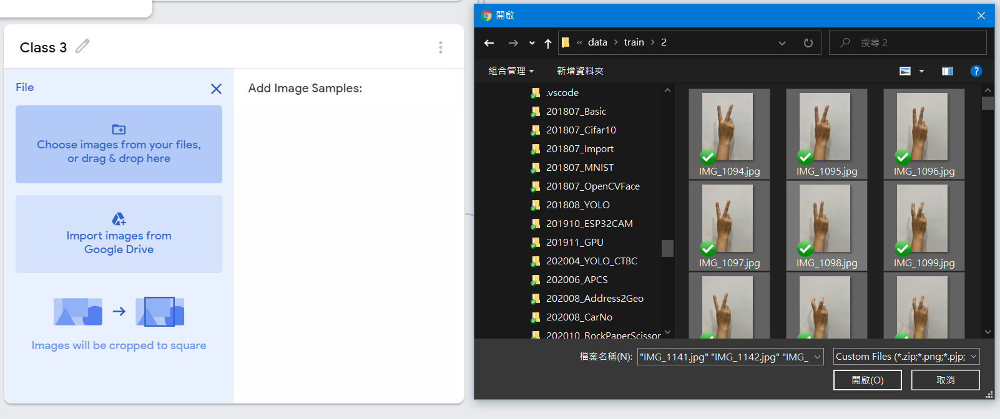 Class 3
File
Choose images from your files,
or drag & drop here
Import images from
Google Drive
Images will be cropped to square
Add Image Samples:
開啟
« data > train > 2
搜尋 2
組合管理
新增資料夾
?
.vscode
201807_Basic
201807_Cifar10
201807_Import
201807_MNIST
201807_OpenCVFace
201808_YOLO
201910_ESP32CAM
201911_GPU
202004_YOLO_CTBC
202006_APCS
202008_Address2Geo
202008_CarNo
202010_RockPaperScissor
IMG_1094.jpg
IMG_1095.jpg
IMG_1096.jpg
IMG_1097.jpg
IMG_1098.jpg
IMG_1099.jpg
檔案名稱(N):
"IMG_1141.jpg" "IMG_1142.jpg" "IMG_
Custom Files (*.zip;*.png;*.pjp;
開啟(O)
取消